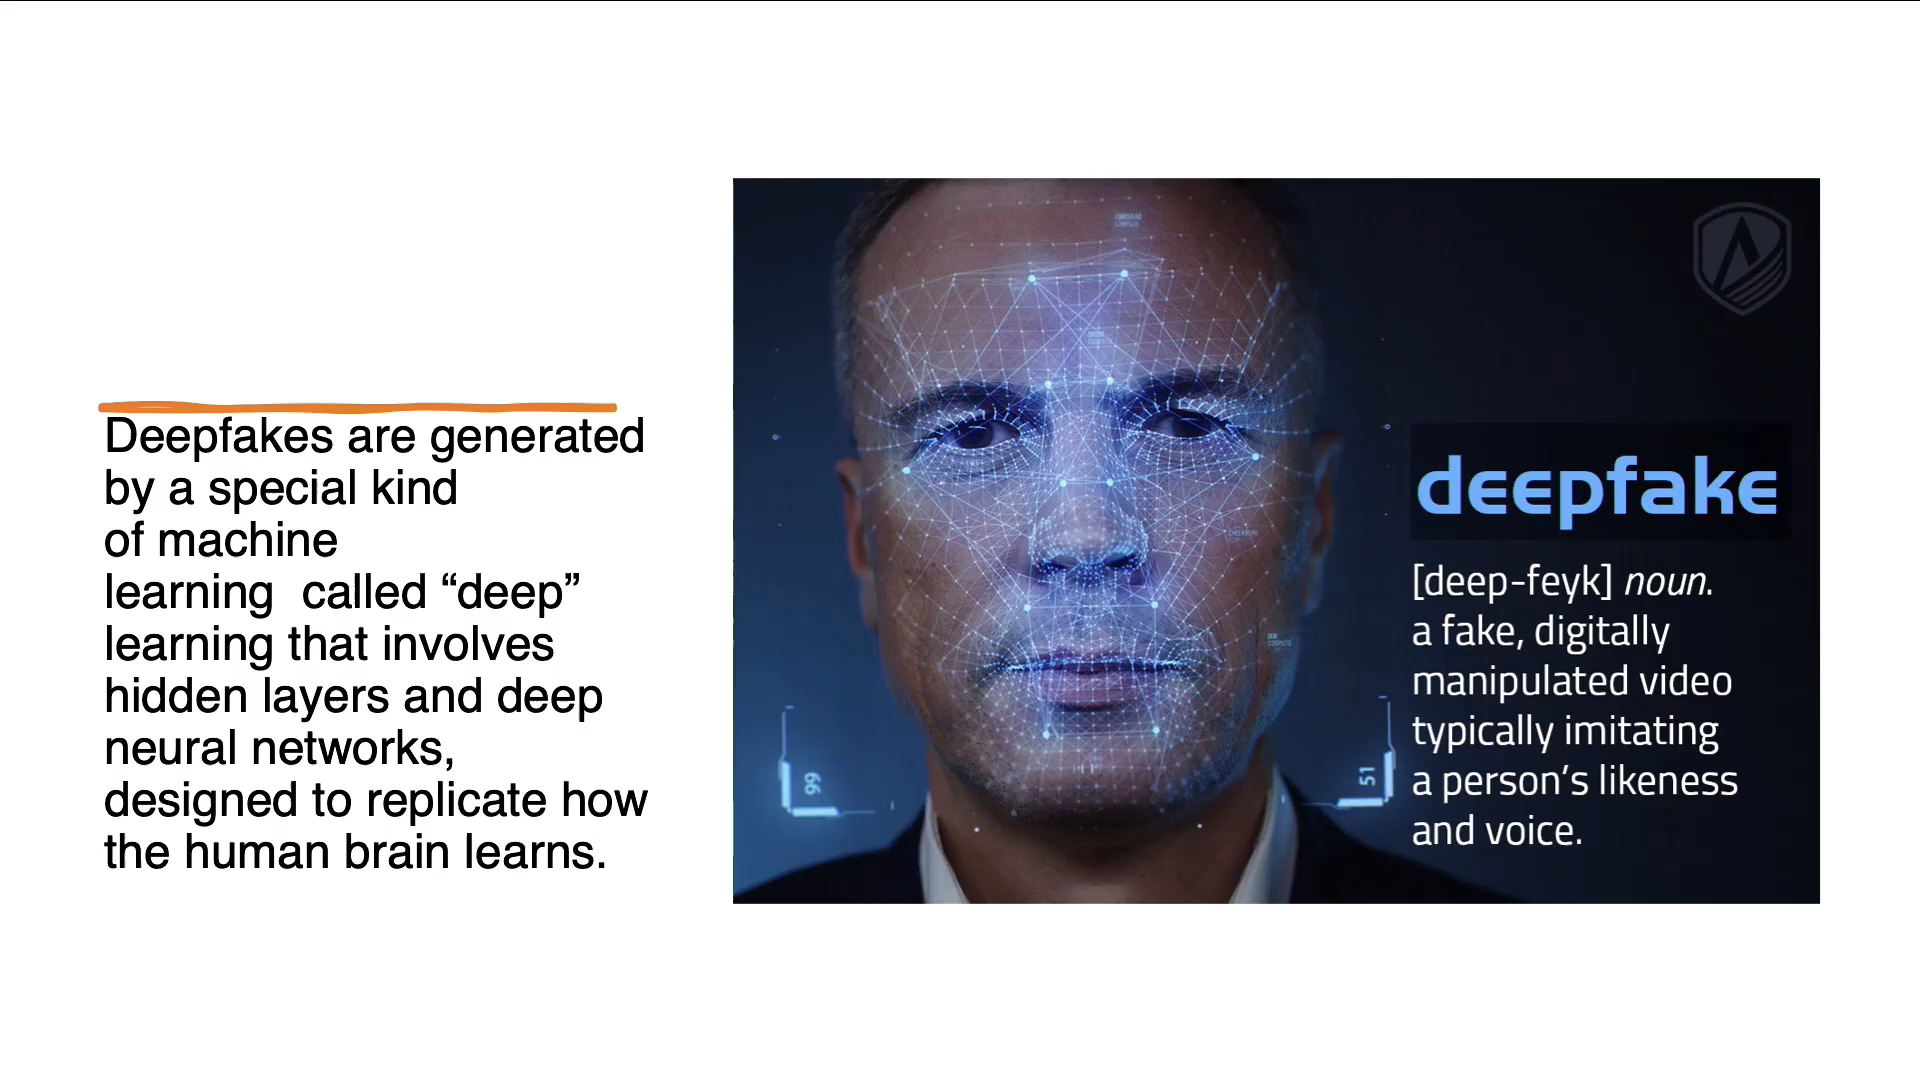 Deepfakes are generated
by a special kind
of machine
learning  called “deep”
learning that involves
hidden layers and deep
neural networks,
designed to replicate how
the human brain learns.
deepfake
[deep-feyk] noun.
a fake, digitally
manipulated video
typically imitating
a person’s likeness
and voice.
99
51